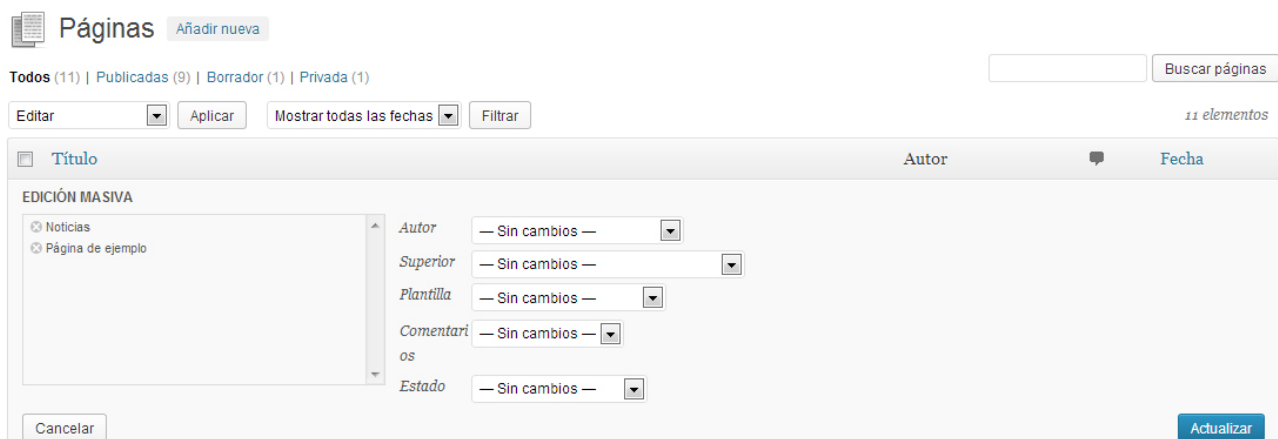 Páginas Añadir nueva
Todos (11) | Publicadas (9) | Borrador (1) | Privada (1)
Buscar páginas
Editar Aplicar Mostrar todas las fechas Filtrar 11 elementos
Título Autor Fecha
EDICIÓN MASIVA
Noticias
Página de ejemplo
Autor — Sin cambios —
Superior — Sin cambios —
Plantilla — Sin cambios —
Comentari — Sin cambios —
os
Estado — Sin cambios —
Cancelar Actualizar